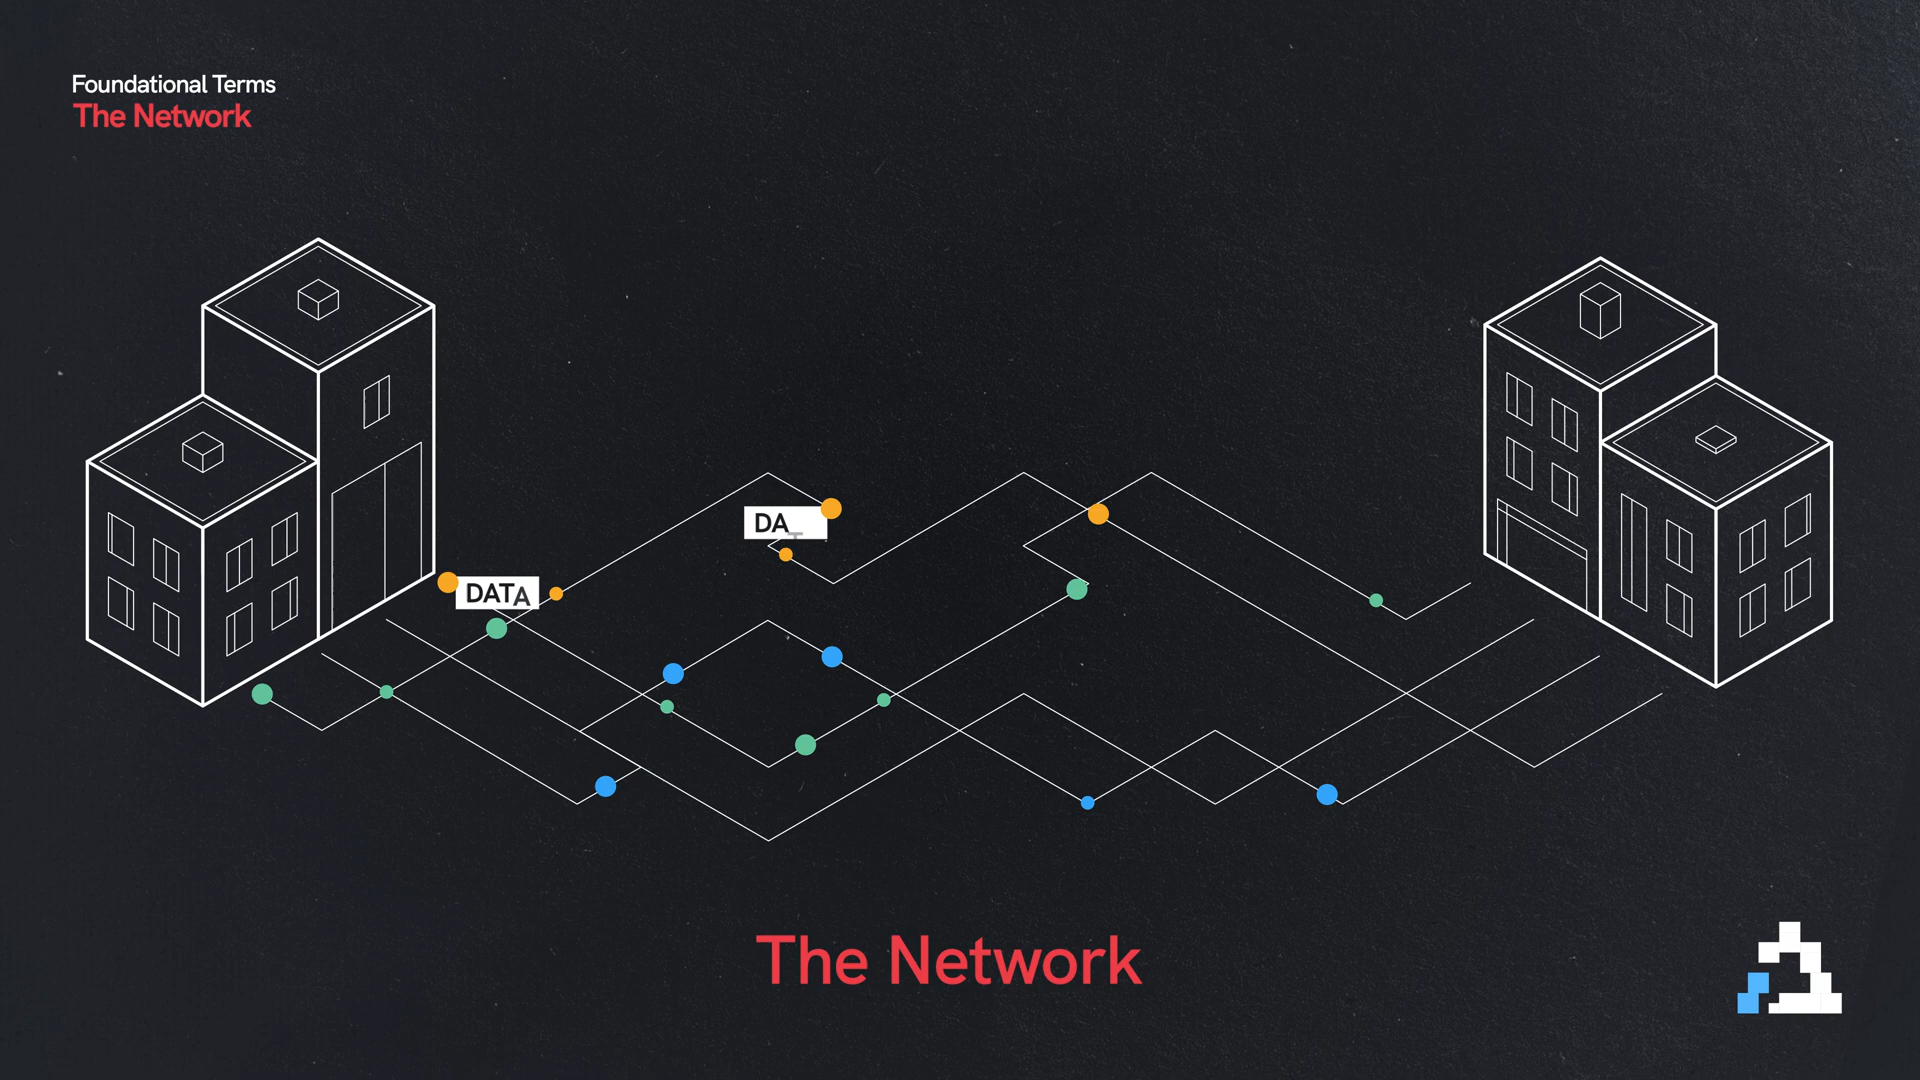 Foundational Terms
The Network
DA
DATA
The Network